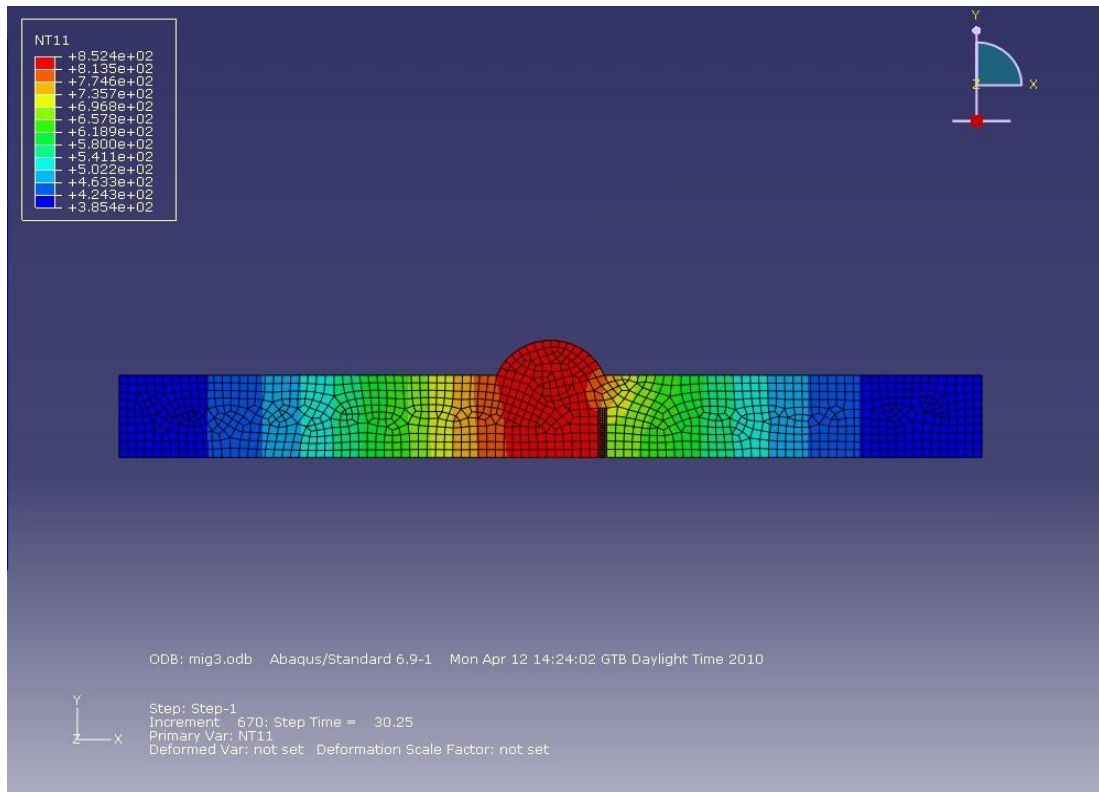 NT11
+8.524e+02
+8.135e+02
+7.746e+02
+7.357e+02
+6.968e+02
+6.578e+02
+6.189e+02
+5.800e+02
+5.411e+02
+5.022e+02
+4.633e+02
+4.243e+02
+3.854e+02
Y
Z X
ODB: mig3.odb Abaqus/Standard 6.9-1 Mon Apr 12 14:24:02 GTB Daylight Time 2010
Y
Z X
Step: Step-1
Increment 670: Step Time = 30.25
Primary Var: NT11
Deformed Var: not set Deformation Scale Factor: not set